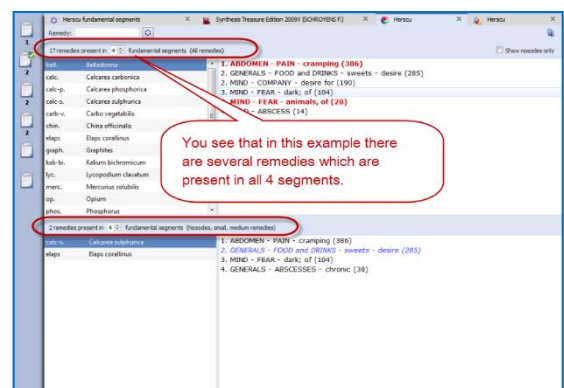 Herscu fundamental segments × Synthesis Treasure Edition 2009V (SCHROYENS F.) × Herscu × Herscu ×
Remedy:
17 remedies present in 4 fundamental segments (All remedies) Show nosodes only
bell. Belladonna
calc. Calcarea carbonica
calc-p. Calcarea phosphorica
calc-s. Calcarea sulphurica
carb-v. Carbo vegetabilis
chin. China officinalis
elaps Elaps corallinus
graph. Graphites
kali-bi. Kalium bichromicum
lyc. Lycopodium clavatum
merc. Mercurius solubilis
op. Opium
phos. Phosphorus
1. ABDOMEN - PAIN - cramping (386)
2. GENERALS - FOOD and DRINKS - sweets - desire (285)
2. MIND - COMPANY - desire for (190)
3. MIND - FEAR - dark; of (104)
MIND - FEAR - animals, of (28)
- ABSCESS (14)
You see that in this example there
are several remedies which are
present in all 4 segments.
2 remedies present in 4 fundamental segments (Nosodes, small, medium remedies)
calc-s. Calcarea sulphurica
elaps Elaps corallinus
1. ABDOMEN - PAIN - cramping (386)
2. GENERALS - FOOD and DRINKS - sweets - desire (285)
3. MIND - FEAR - dark; of (104)
4. GENERALS - ABSCESSES - chronic (38)
1
2
2
2